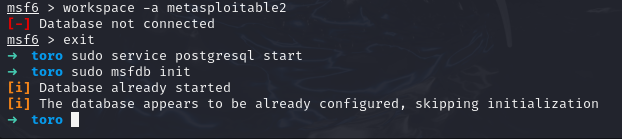 msf6 > workspace -a metasploitable2
[-] Database not connected
msf6 > exit
→ toro sudo service postgresql start
→ toro sudo msfdb init
[i] Database already started
[i] The database appears to be already configured, skipping initialization
→ toro